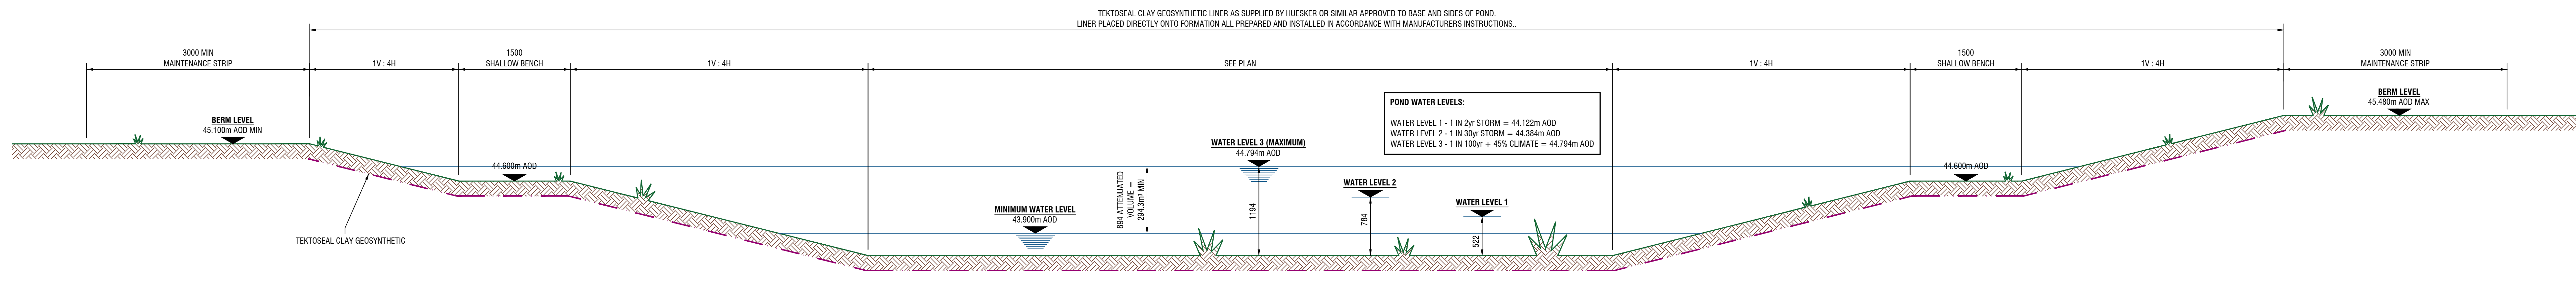 TEKTOSEAL CLAY GEOSYNTHETIC LINER AS SUPPLIED BY HUESKER OR SIMILAR APPROVED TO BASE AND SIDES OF POND.
LINER PLACED DIRECTLY ONTO FORMATION ALL PREPARED AND INSTALLED IN ACCORDANCE WITH MANUFACTURERS INSTRUCTIONS..
3000 MIN
MAINTENANCE STRIP
1V : 4H
1500
SHALLOW BENCH
1V : 4H
SEE PLAN
1V : 4H
1500
SHALLOW BENCH
1V : 4H
3000 MIN
MAINTENANCE STRIP
BERM LEVEL
45.100m AOD MIN
44.600m AOD
TEKTOSEAL CLAY GEOSYNTHETIC
MINIMUM WATER LEVEL
43.900m AOD
894 ATTENUATED
VOLUME =
294.3m³ MIN
WATER LEVEL 3 (MAXIMUM)
44.794m AOD
1194
WATER LEVEL 2
784
WATER LEVEL 1
522
POND WATER LEVELS:
WATER LEVEL 1 - 1 IN 2yr STORM = 44.122m AOD
WATER LEVEL 2 - 1 IN 30yr STORM = 44.384m AOD
WATER LEVEL 3 - 1 IN 100yr + 45% CLIMATE = 44.794m AOD
44.600m AOD
BERM LEVEL
45.480m AOD MAX